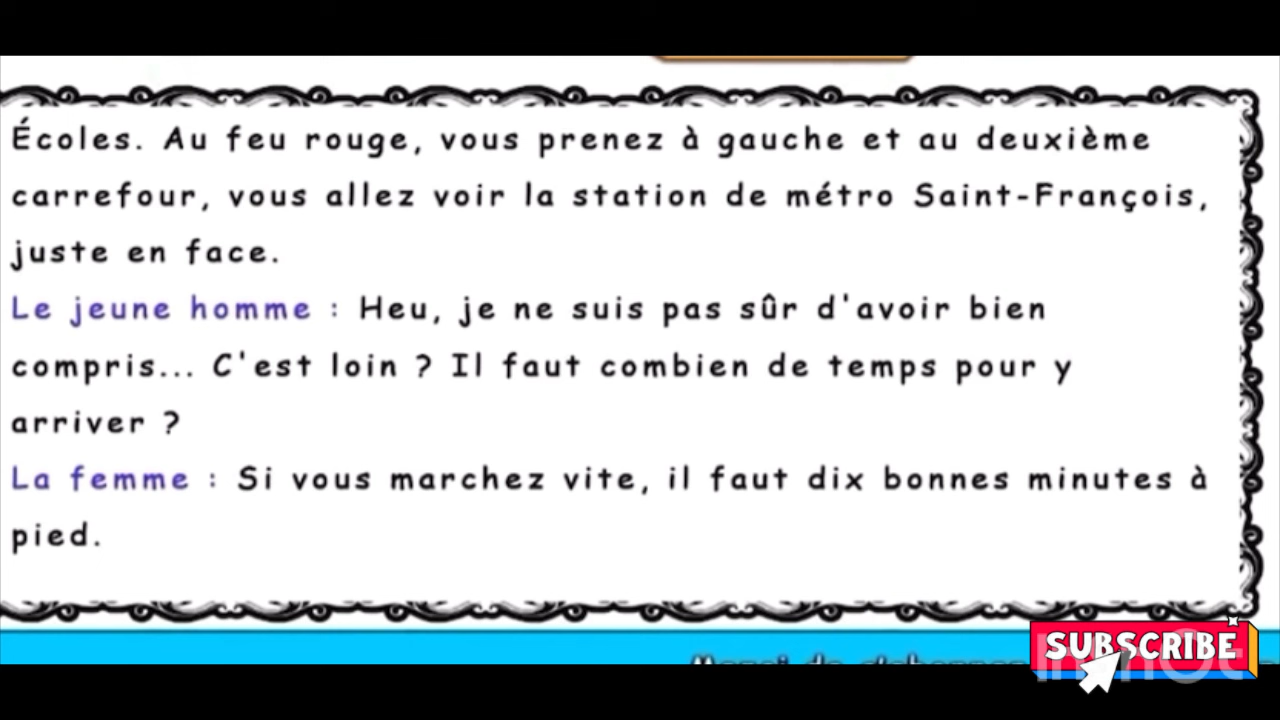 Écoles. Au feu rouge, vous prenez à gauche et au deuxième
carrefour, vous allez voir la station de métro Saint-François,
juste en face.
Le jeune homme : Heu, je ne suis pas sûr d'avoir bien
compris... C'est loin ? Il faut combien de temps pour y
arriver ?
La femme : Si vous marchez vite, il faut dix bonnes minutes à
pied.
SUBSCRIBE